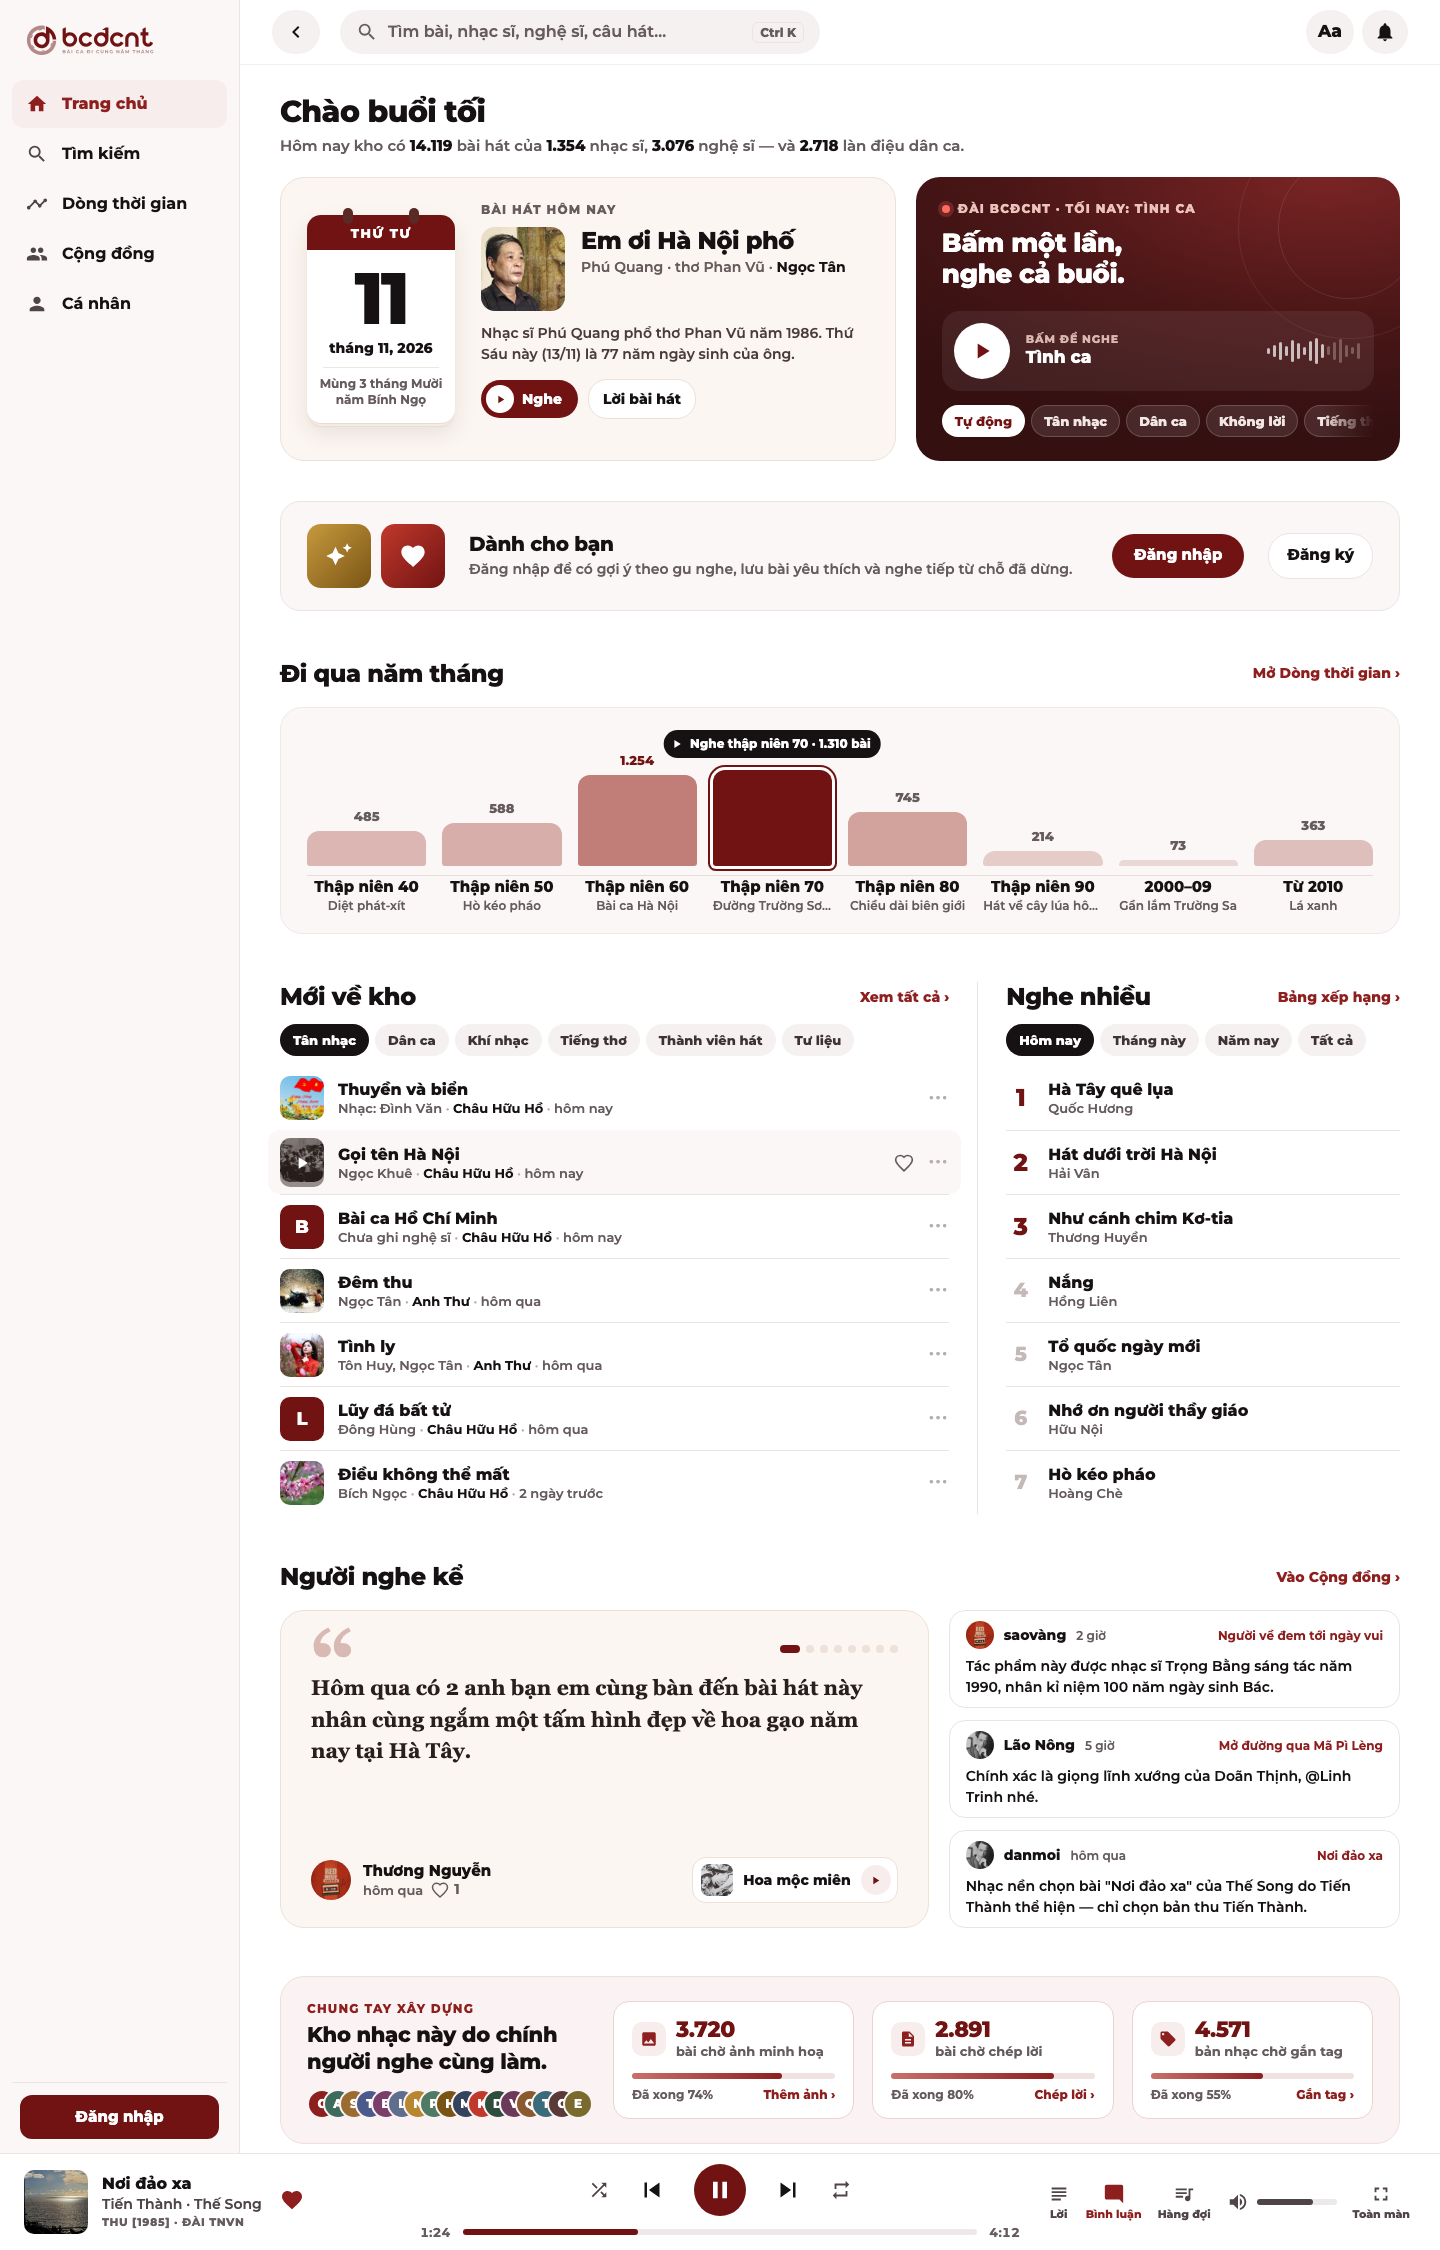 bcdcnt
BÀI CA ĐI CÙNG NĂM THÁNG
Trang chủ
Tìm kiếm
Dòng thời gian
Cộng đồng
Cá nhân
Đăng nhập
Tìm bài, nhạc sĩ, nghệ sĩ, câu hát...
Ctrl K
Aa
Chào buổi tối
Hôm nay kho có 14.119 bài hát của 1.354 nhạc sĩ, 3.076 nghệ sĩ — và 2.718 làn điệu dân ca.
THỨ TƯ
11
tháng 11, 2026
Mùng 3 tháng Mười
năm Bính Ngọ
BÀI HÁT HÔM NAY
Em ơi Hà Nội phố
Phú Quang · thơ Phan Vũ · Ngọc Tân
Nhạc sĩ Phú Quang phổ thơ Phan Vũ năm 1986. Thứ
Sáu này (13/11) là 77 năm ngày sinh của ông.
Nghe
Lời bài hát
ĐÀI BCĐCNT · TỐI NAY: TÌNH CA
Bấm một lần,
nghe cả buổi.
BẤM ĐỂ NGHE
Tình ca
Tự động
Tân nhạc
Dân ca
Không lời
Tiếng th
Dành cho bạn
Đăng nhập để có gợi ý theo gu nghe, lưu bài yêu thích và nghe tiếp từ chỗ đã dừng.
Đăng nhập
Đăng ký
Đi qua năm tháng
Mở Dòng thời gian ›
Nghe thập niên 70 · 1.310 bài
485
588
1.254
745
214
73
363
Thập niên 40
Thập niên 50
Thập niên 60
Thập niên 70
Thập niên 80
Thập niên 90
2000–09
Từ 2010
Diệt phát-xít
Hò kéo pháo
Bài ca Hà Nội
Đường Trường Sơ...
Chiều dài biên giới
Hát về cây lúa hô...
Gần lắm Trường Sa
Lá xanh
Mới về kho
Xem tất cả ›
Tân nhạc
Dân ca
Khí nhạc
Tiếng thơ
Thành viên hát
Tư liệu
Thuyền và biển
Nhạc: Đình Văn · Châu Hữu Hổ · hôm nay
Gọi tên Hà Nội
Ngọc Khuê · Châu Hữu Hổ · hôm nay
B
Bài ca Hồ Chí Minh
Chưa ghi nghệ sĩ · Châu Hữu Hổ · hôm nay
Đêm thu
Ngọc Tân · Anh Thư · hôm qua
Tình ly
Tôn Huy, Ngọc Tân · Anh Thư · hôm qua
L
Lũy đá bất tử
Đông Hùng · Châu Hữu Hổ · hôm qua
Điều không thể mất
Bích Ngọc · Châu Hữu Hổ · 2 ngày trước
Nghe nhiều
Bảng xếp hạng ›
Hôm nay
Tháng này
Năm nay
Tất cả
1
Hà Tây quê lụa
Quốc Hương
2
Hát dưới trời Hà Nội
Hải Vân
3
Như cánh chim Kơ-tia
Thương Huyền
4
Nắng
Hồng Liên
5
Tổ quốc ngày mới
Ngọc Tân
6
Nhớ ơn người thầy giáo
Hữu Nội
7
Hò kéo pháo
Hoàng Chè
Người nghe kể
Vào Cộng đồng ›
“
Hôm qua có 2 anh bạn em cùng bàn đến bài hát này
nhân cùng ngắm một tấm hình đẹp về hoa gạo năm
nay tại Hà Tây.
Thương Nguyễn
hôm qua
1
Hoa mộc miên
saovàng 2 giờ
Người về đem tới ngày vui
Tác phẩm này được nhạc sĩ Trọng Bằng sáng tác năm
1990, nhân kỉ niệm 100 năm ngày sinh Bác.
Lão Nông 5 giờ
Mở đường qua Mã Pì Lèng
Chính xác là giọng lĩnh xướng của Doãn Thịnh, @Linh
Trinh nhé.
danmoi hôm qua
Nơi đảo xa
Nhạc nền chọn bài "Nơi đảo xa" của Thế Song do Tiến
Thành thể hiện — chỉ chọn bản thu Tiến Thành.
CHUNG TAY XÂY DỰNG
Kho nhạc này do chính
người nghe cùng làm.
E
3.720
bài chờ ảnh minh hoạ
Đã xong 74%
Thêm ảnh ›
2.891
bài chờ chép lời
Đã xong 80%
Chép lời ›
4.571
bản nhạc chờ gắn tag
Đã xong 55%
Gắn tag ›
Nơi đảo xa
Tiến Thành · Thế Song
THU [1985] · ĐÀI TNVN
1:24
4:12
Lời
Bình luận
Hàng đợi
Toàn màn